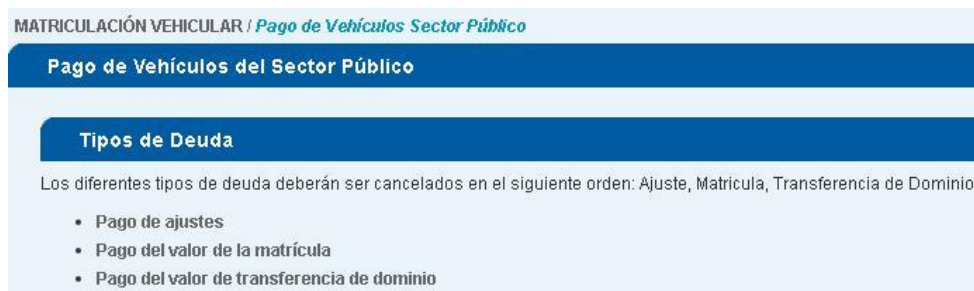 MATRICULACIÓN VEHICULAR / Pago de Vehículos Sector Público
Pago de Vehículos del Sector Público
Tipos de Deuda
Los diferentes tipos de deuda deberán ser cancelados en el siguiente orden: Ajuste, Matricula, Transferencia de Dominio
• Pago de ajustes
• Pago del valor de la matrícula
• Pago del valor de transferencia de dominio